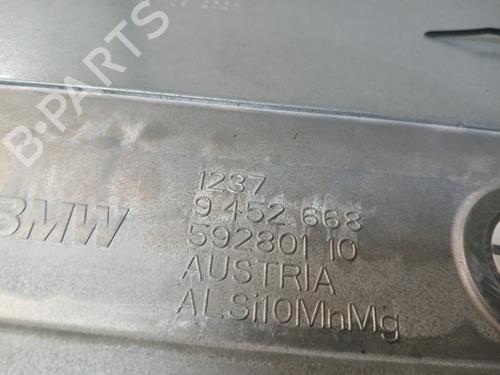 BMW
1237
9 452 668
592801 10
AUSTRIA
ALSi10MnMg
B-PARTS